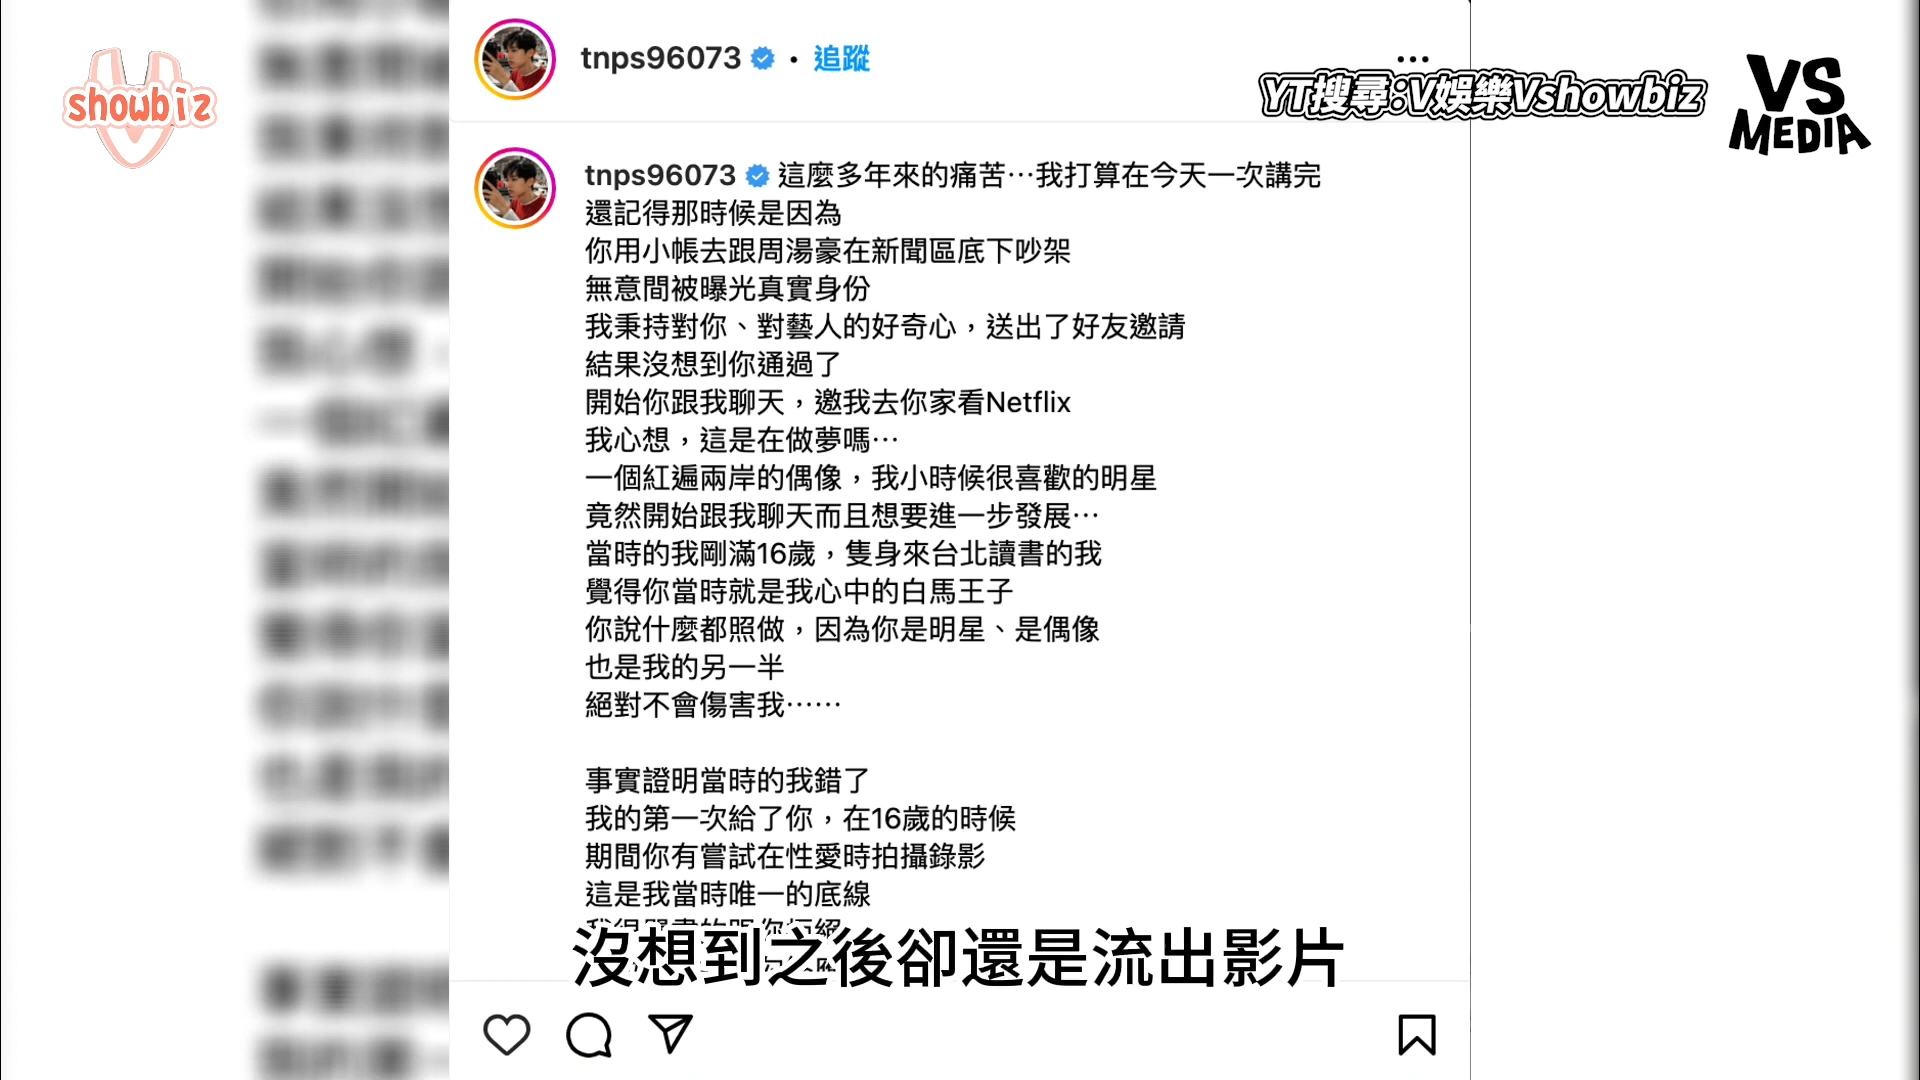 showbiz
tnps96073 • 追蹤
YT搜尋:V娛樂Vshowbiz
VS
MEDIA
tnps96073 這麼多年來的痛苦⋯我打算在今天一次講完
還記得那時候是因為
你用小帳去跟周湯豪在新聞區底下吵架
無意間被曝光真實身份
我秉持對你、對藝人的好奇心，送出了好友邀請
結果沒想到你通過了
開始你跟我聊天，邀我去你家看Netflix
我心想，這是在做夢嗎⋯
一個紅遍兩岸的偶像，我小時候很喜歡的明星
竟然開始跟我聊天而且想要進一步發展⋯
當時的我剛滿16歲，隻身來台北讀書的我
覺得你當時就是我心中的白馬王子
你說什麼都照做，因為你是明星、是偶像
也是我的另一半
絕對不會傷害我⋯⋯
事實證明當時的我錯了
我的第一次給了你，在16歲的時候
期間你有嘗試在性愛時拍攝錄影
這是我當時唯一的底線
沒想到之後卻還是流出影片